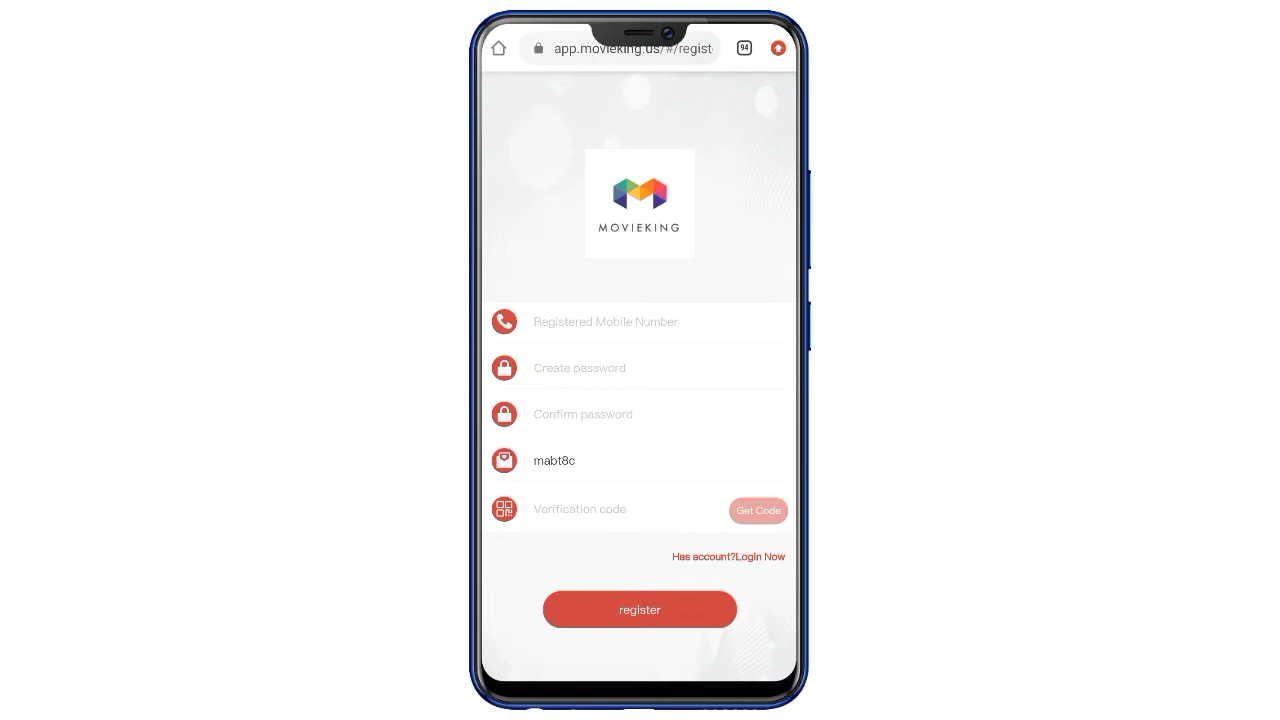 app.movieking.us/#/regist
94
MOVIEKING
Registered Mobile Number
Create password
Confirm password
mabt8c
Verification code
Get Code
Has account?Login Now
register